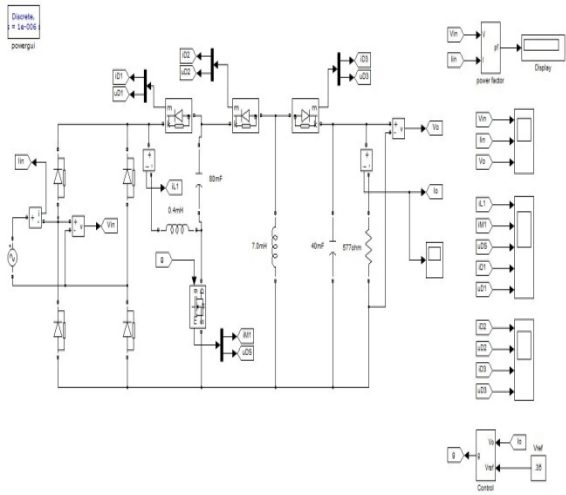 Discrete,
s = 1e-006 s
powergui
iD1
uD1
iD2
uD2
iD3
uD3
Vin
Iin
V
I
pf
power factor
Display
Iin
Vin
iL1
80mF
0.4mH
g
iM1
uDS
7.9mH
40mF
577ohm
Vo
Io
Vin
Iin
Vo
iL1
iM1
uDS
iD1
uD1
iD2
uD2
iD3
uD3
g
g
Vo
Vref
Control
Io
Vref
.35